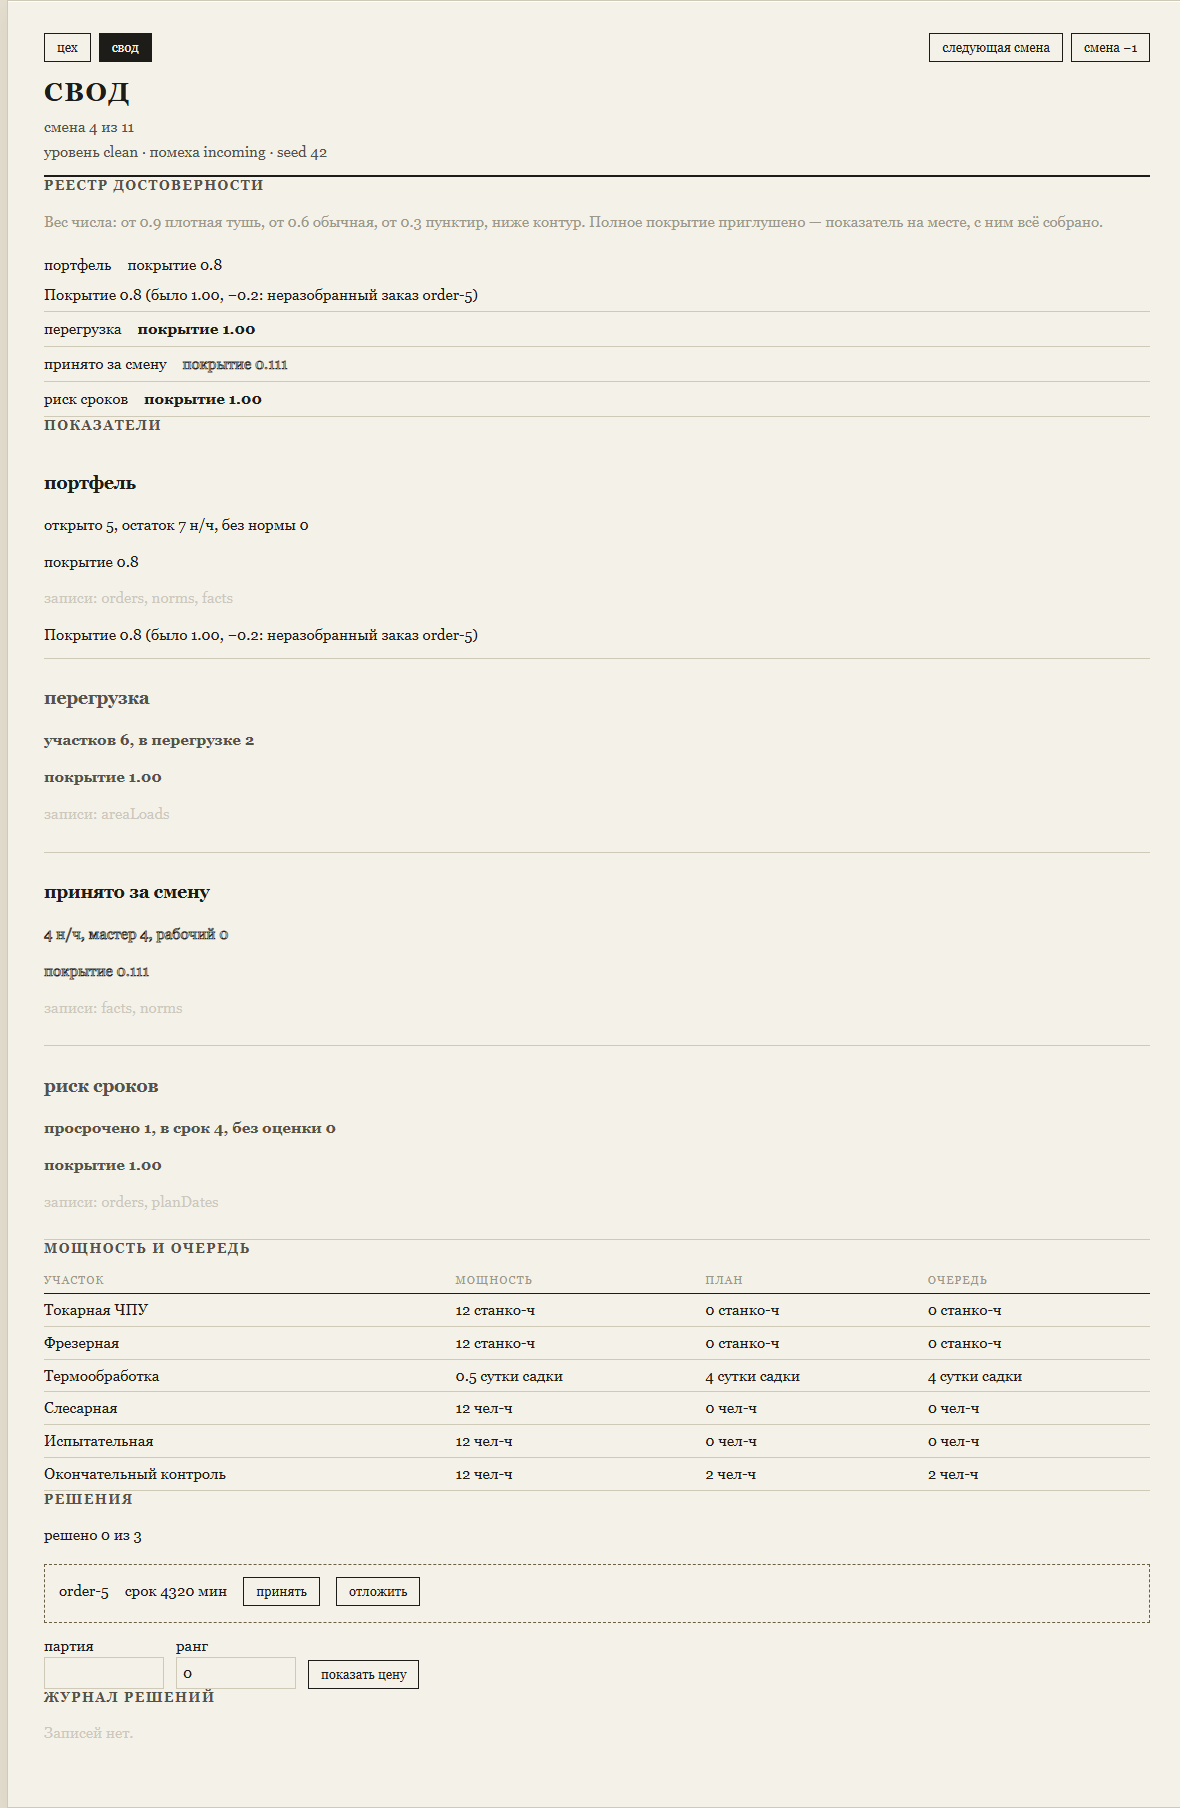 цех свод следующая смена смена −1
СВОД
смена 4 из 11
уровень clean · помеха incoming · seed 42
РЕЕСТР ДОСТОВЕРНОСТИ
Вес числа: от 0.9 плотная тушь, от 0.6 обычная, от 0.3 пунктир, ниже контур. Полное покрытие приглушено — показатель на месте, с ним всё собрано.
портфель покрытие 0.8
Покрытие 0.8 (было 1.00, −0.2: неразобранный заказ order-5)
перегрузка покрытие 1.00
принято за смену покрытие 0.111
риск сроков покрытие 1.00
ПОКАЗАТЕЛИ
портфель
открыто 5, остаток 7 н/ч, без нормы 0
покрытие 0.8
записи: orders, norms, facts
Покрытие 0.8 (было 1.00, −0.2: неразобранный заказ order-5)
перегрузка
участков 6, в перегрузке 2
покрытие 1.00
записи: areaLoads
принято за смену
4 н/ч, мастер 4, рабочий 0
покрытие 0.111
записи: facts, norms
риск сроков
просрочено 1, в срок 4, без оценки 0
покрытие 1.00
записи: orders, planDates
МОЩНОСТЬ И ОЧЕРЕДЬ
УЧАСТОК МОЩНОСТЬ ПЛАН ОЧЕРЕДЬ
Токарная ЧПУ 12 станко-ч 0 станко-ч 0 станко-ч
Фрезерная 12 станко-ч 0 станко-ч 0 станко-ч
Термообработка 0.5 сутки садки 4 сутки садки 4 сутки садки
Слесарная 12 чел-ч 0 чел-ч 0 чел-ч
Испытательная 12 чел-ч 0 чел-ч 0 чел-ч
Окончательный контроль 12 чел-ч 2 чел-ч 2 чел-ч
РЕШЕНИЯ
решено 0 из 3
order-5 срок 4320 мин принять отложить
партия ранг
0 показать цену
ЖУРНАЛ РЕШЕНИЙ
Записей нет.